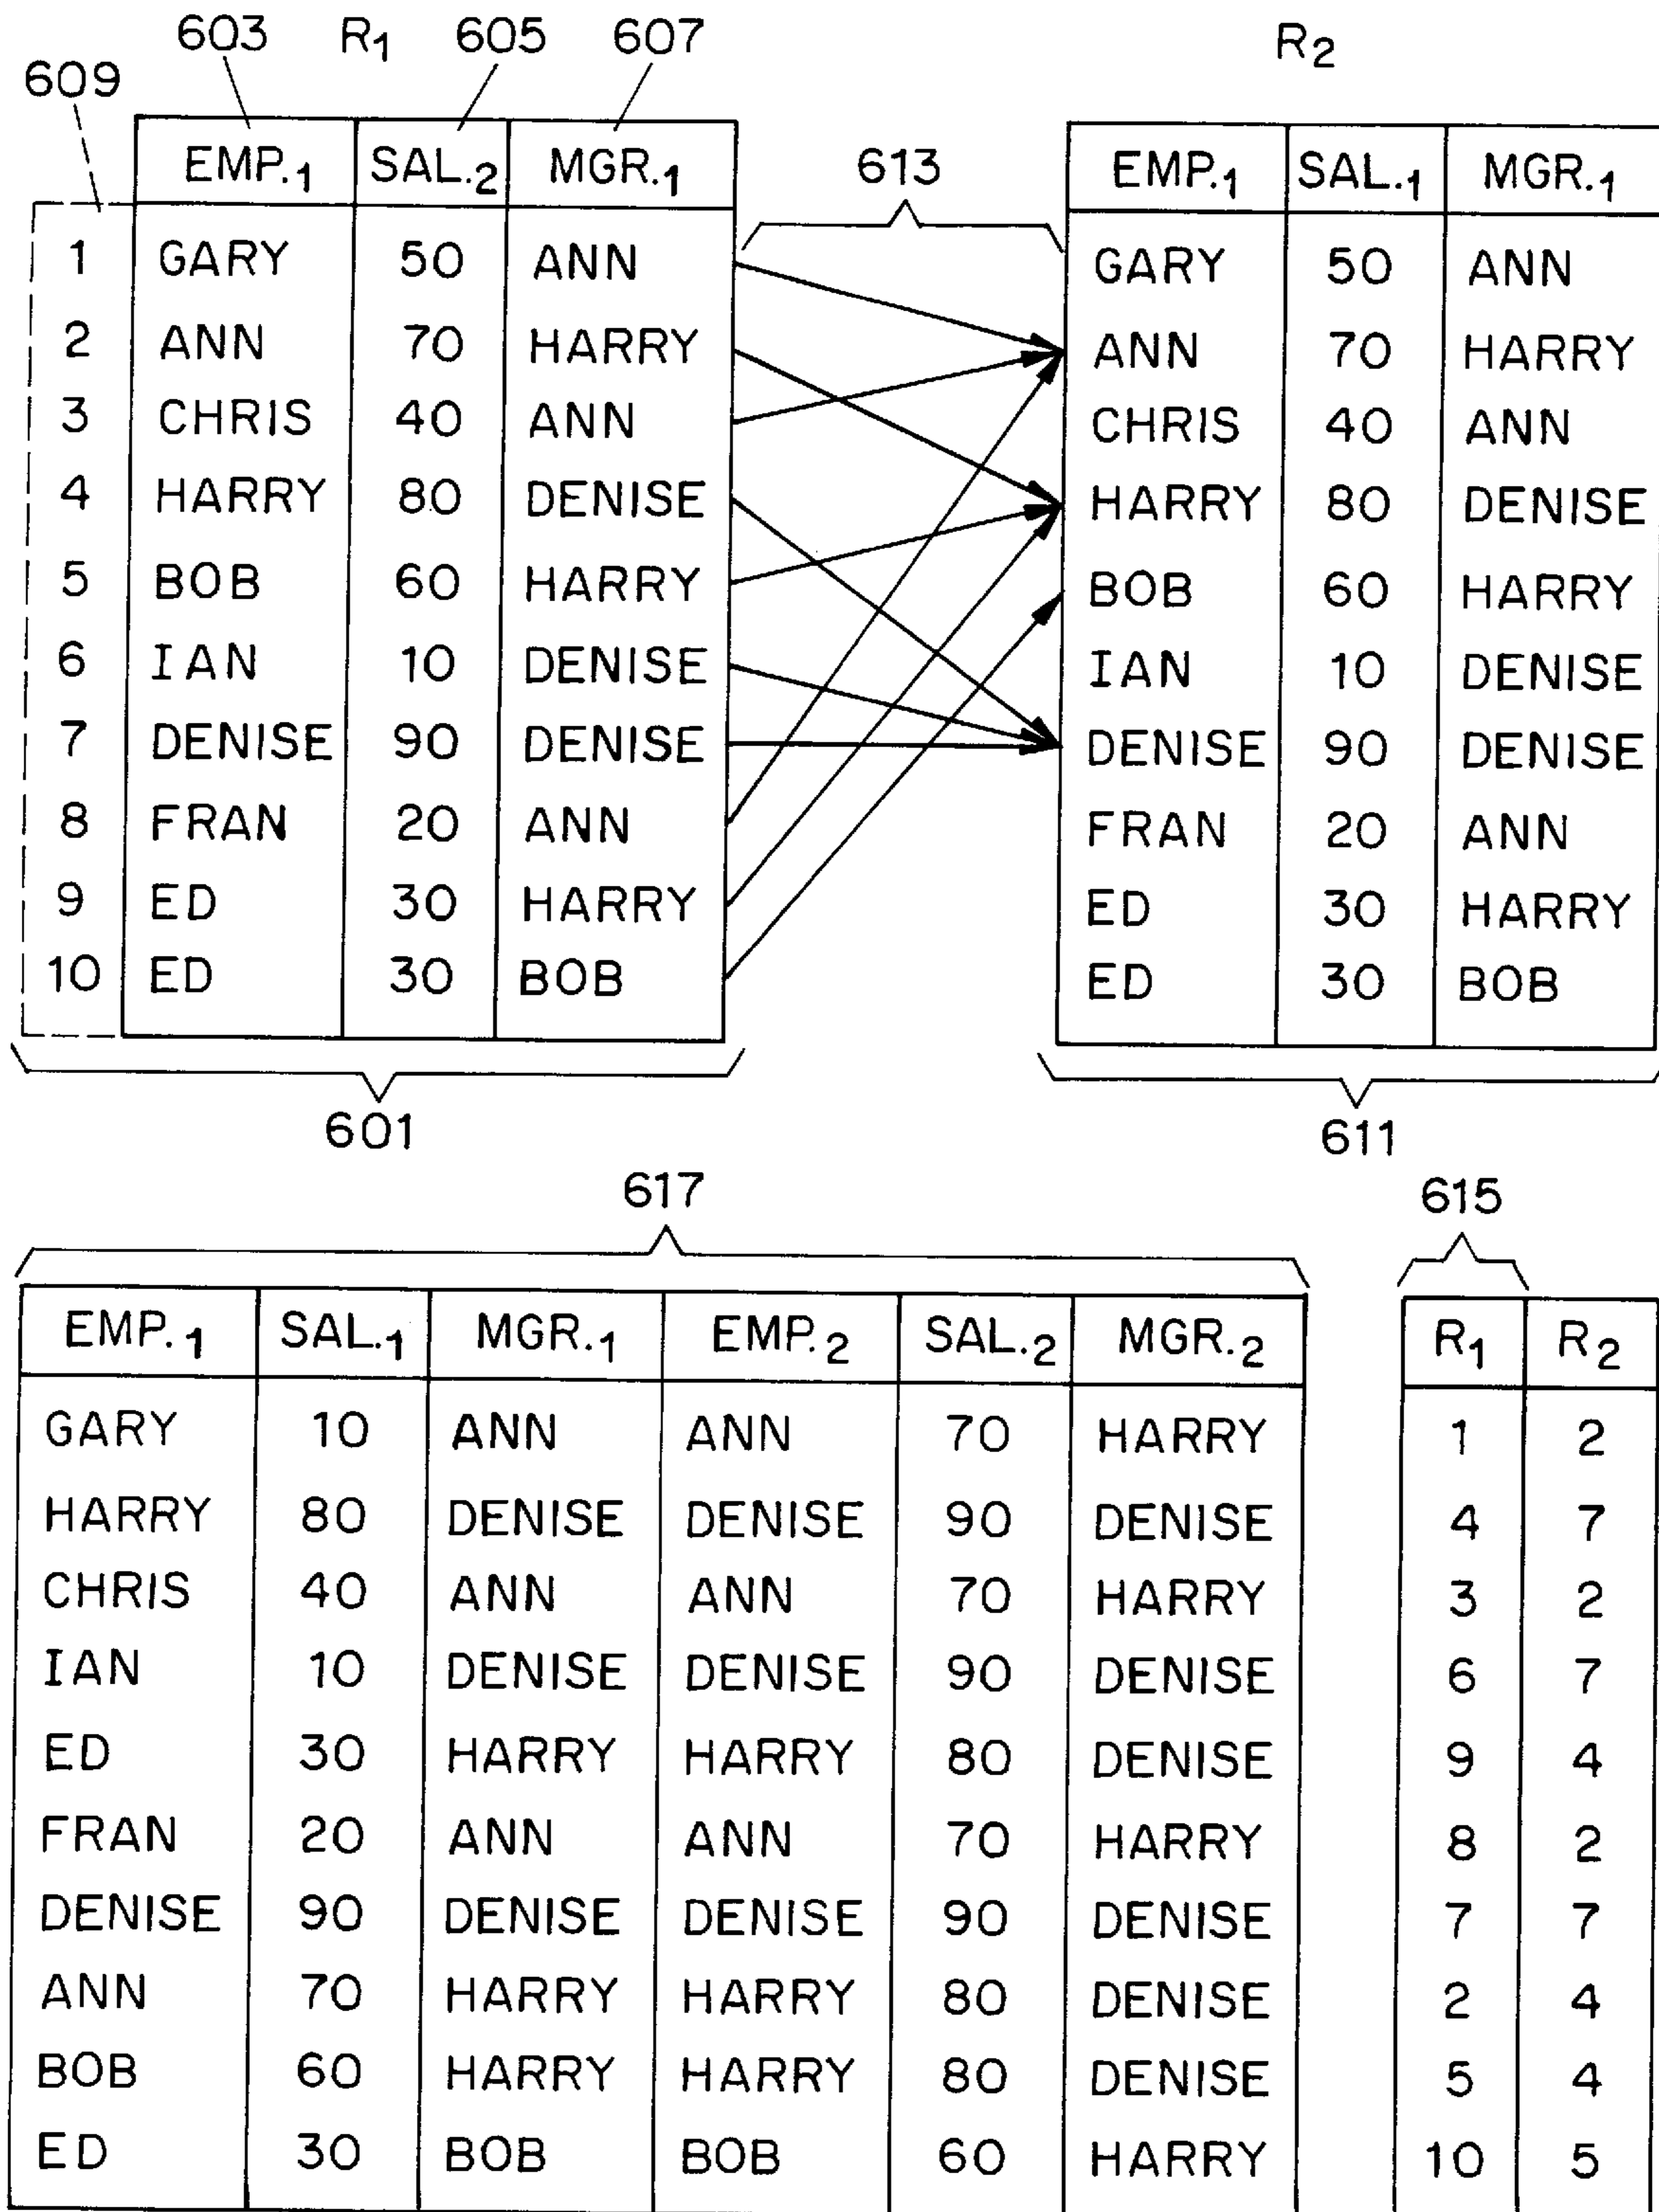 603 R1 605 607 R2
609
EMP.1 SAL.2 MGR.1 613 EMP.1 SAL.1 MGR.1
1 GARY 50 ANN GARY 50 ANN
2 ANN 70 HARRY ANN 70 HARRY
3 CHRIS 40 ANN CHRIS 40 ANN
4 HARRY 80 DENISE HARRY 80 DENISE
5 BOB 60 HARRY BOB 60 HARRY
6 IAN 10 DENISE IAN 10 DENISE
7 DENISE 90 DENISE DENISE 90 DENISE
8 FRAN 20 ANN FRAN 20 ANN
9 ED 30 HARRY ED 30 HARRY
10 ED 30 BOB ED 30 BOB
601 611
617 615
EMP.1 SAL.1 MGR.1 EMP.2 SAL.2 MGR.2 R1 R2
GARY 10 ANN ANN 70 HARRY 1 2
HARRY 80 DENISE DENISE 90 DENISE 4 7
CHRIS 40 ANN ANN 70 HARRY 3 2
IAN 10 DENISE DENISE 90 DENISE 6 7
ED 30 HARRY HARRY 80 DENISE 9 4
FRAN 20 ANN ANN 70 HARRY 8 2
DENISE 90 DENISE DENISE 90 DENISE 7 7
ANN 70 HARRY HARRY 80 DENISE 2 4
BOB 60 HARRY HARRY 80 DENISE 5 4
ED 30 BOB BOB 60 HARRY 10 5